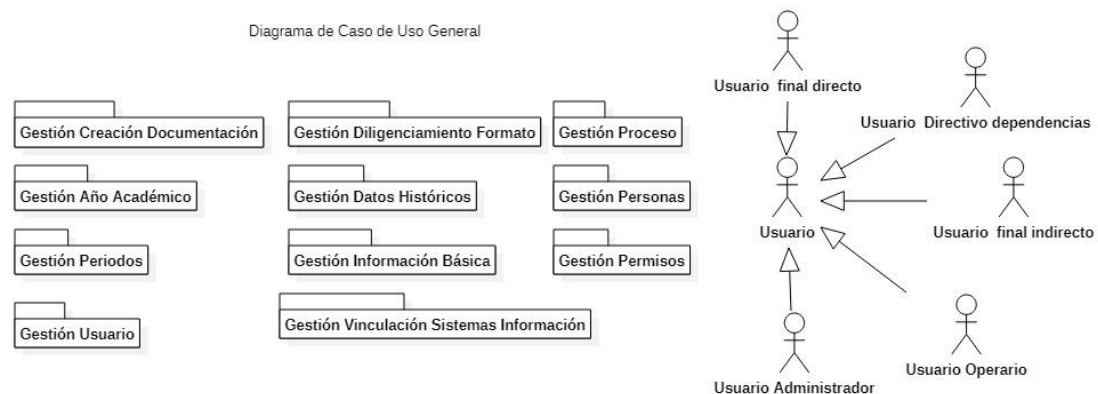 Diagrama de Caso de Uso General
Gestión Creación Documentación
Gestión Diligenciamiento Formato
Gestión Proceso
Gestión Año Académico
Gestión Datos Históricos
Gestión Personas
Gestión Periodos
Gestión Información Básica
Gestión Permisos
Gestión Usuario
Gestión Vinculación Sistemas Información
Usuario final directo
Usuario Directivo dependencias
Usuario
Usuario final indirecto
Usuario Operario
Usuario Administrador